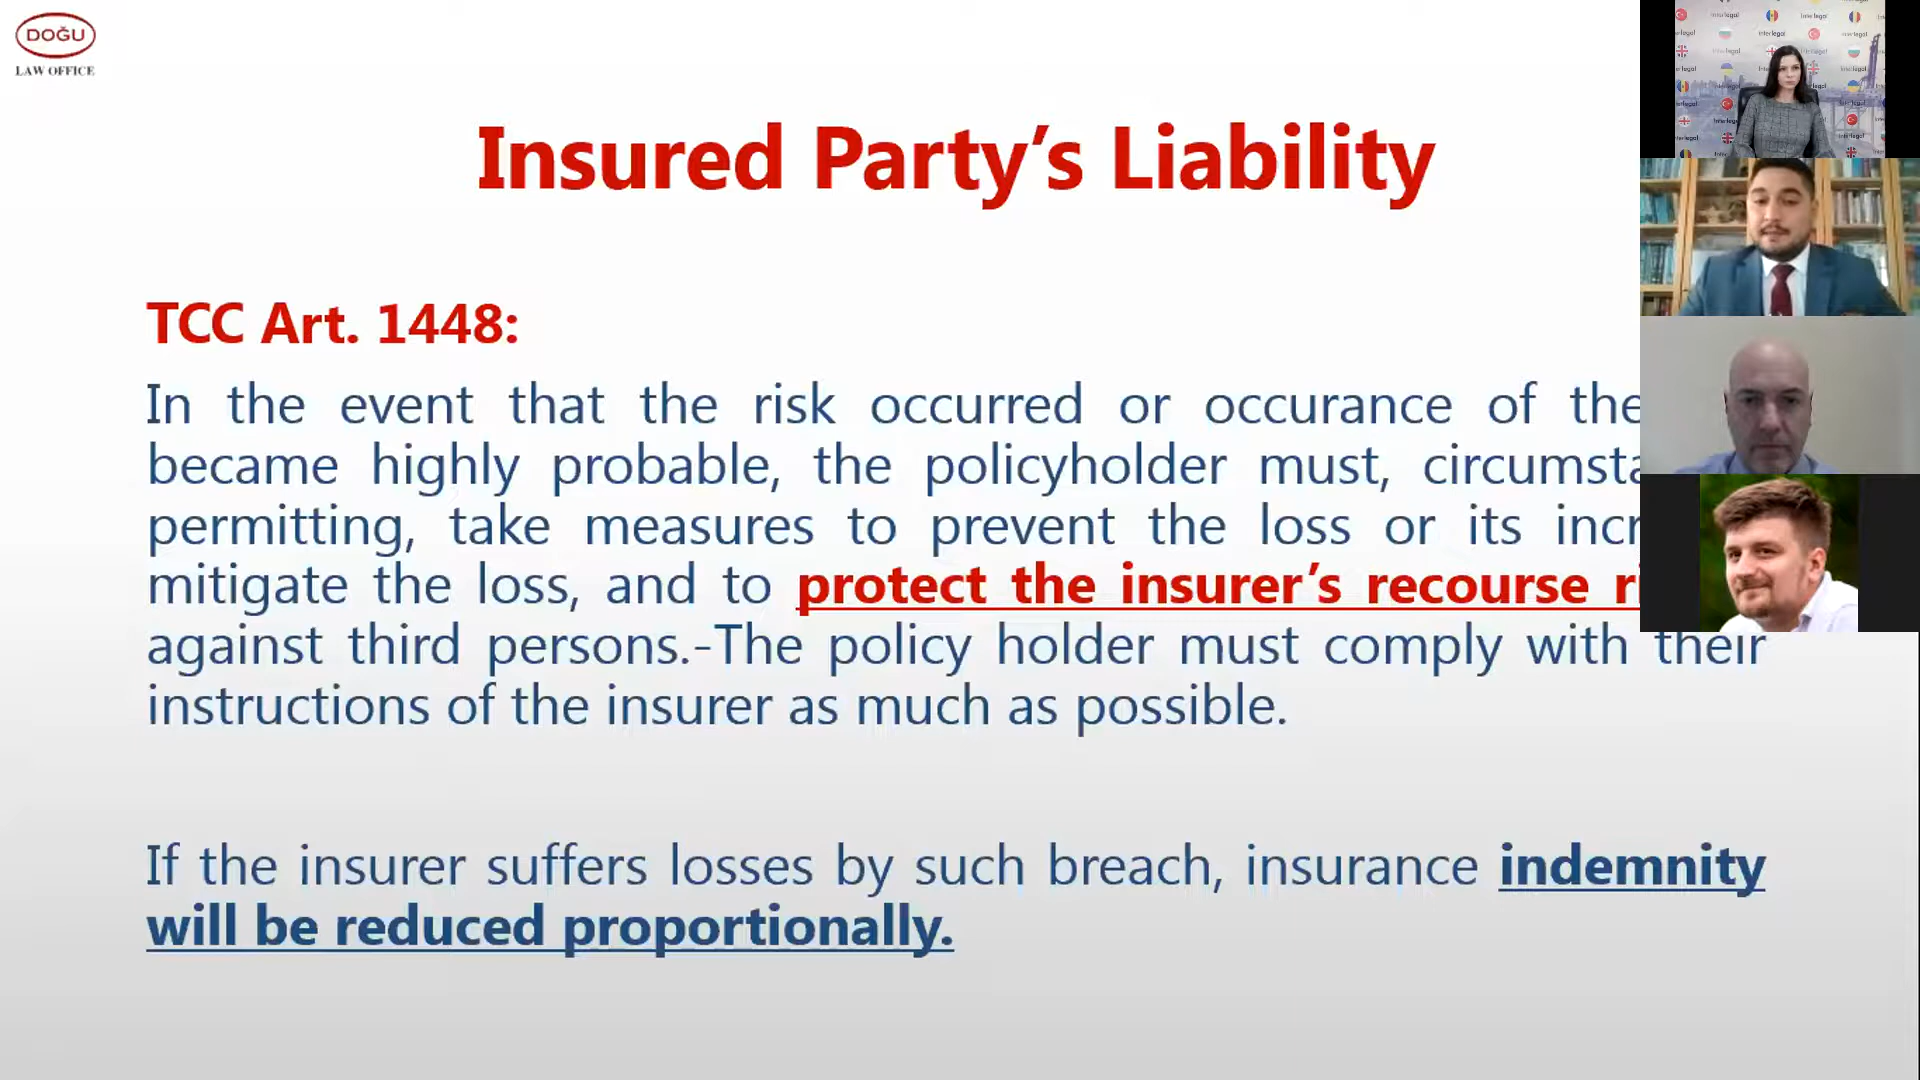 DOĞU
LAW OFFICE
Insured Party's Liability
TCC Art. 1448:
In the event that the risk occurred or occurance of the
became highly probable, the policyholder must,
permitting, take measures to prevent the loss or its
mitigate the loss, and to protect the insurer's recourse
against third persons.-The policy holder must comply with their
instructions of the insurer as much as possible.
If the insurer suffers losses by such breach, insurance indemnity
will be reduced proportionally.